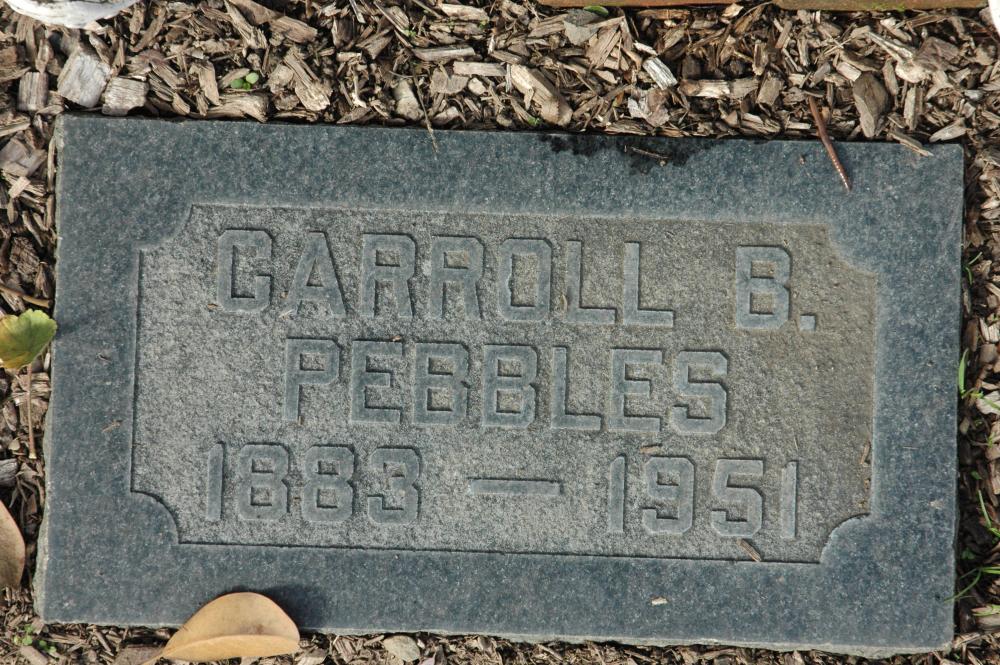 CARROLL B.
PEBBLES
1883 — 1951